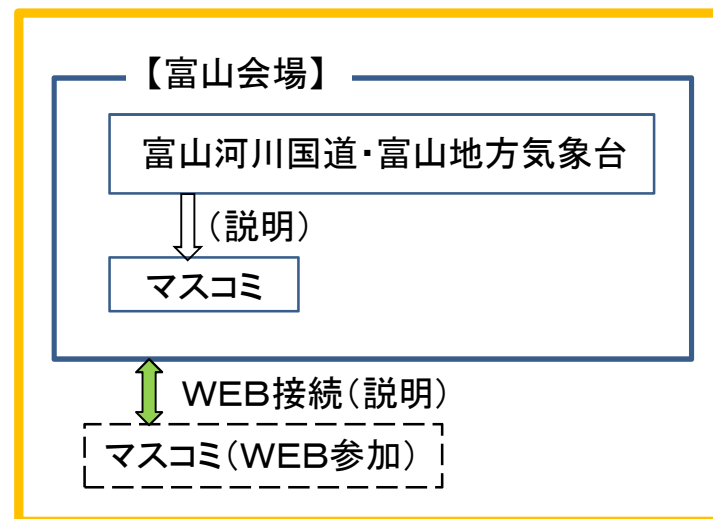 【富山会場】
富山河川国道・富山地方気象台
(説明)
マスコミ
WEB接続(説明)
マスコミ(WEB参加)